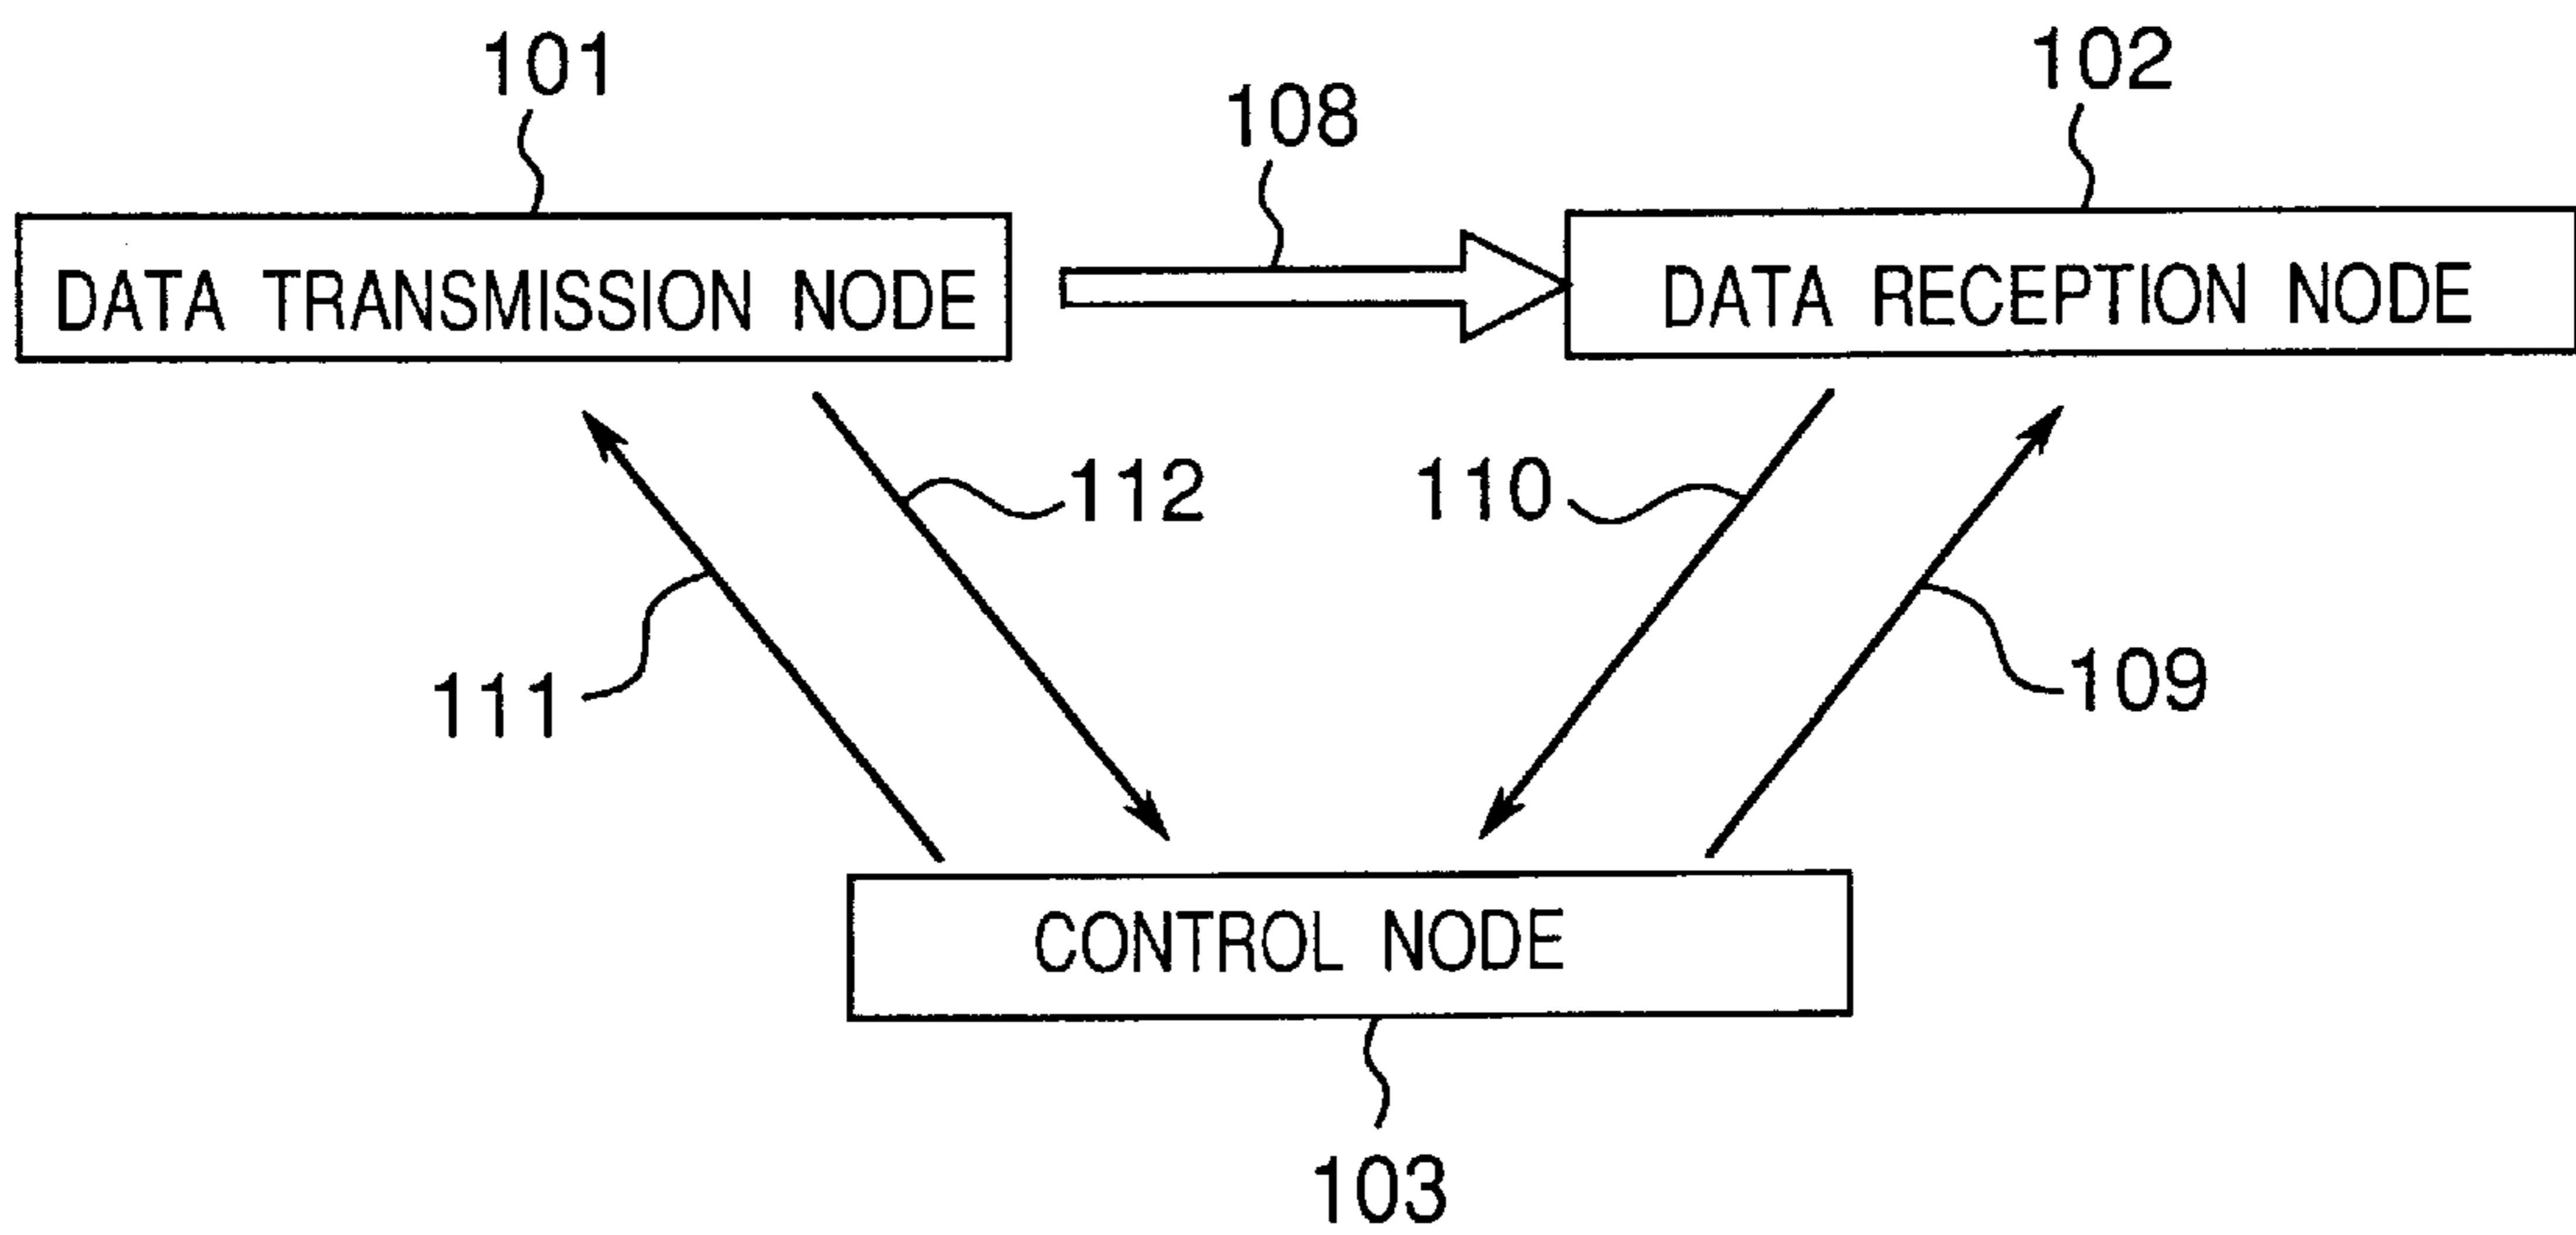 101
102
108
DATA TRANSMISSION NODE
DATA RECEPTION NODE
112
110
111
109
CONTROL NODE
103